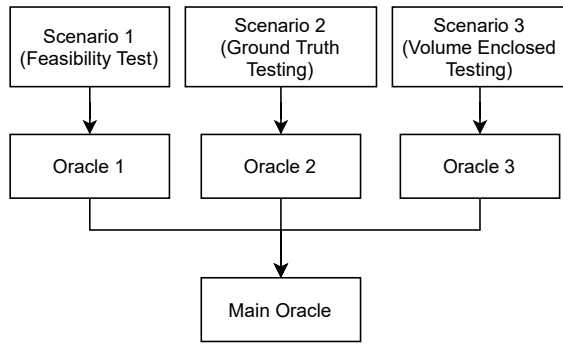 Scenario 1
(Feasibility Test)
Scenario 2
(Ground Truth
Testing)
Scenario 3
(Volume Enclosed
Testing)
Oracle 1
Oracle 2
Oracle 3
Main Oracle